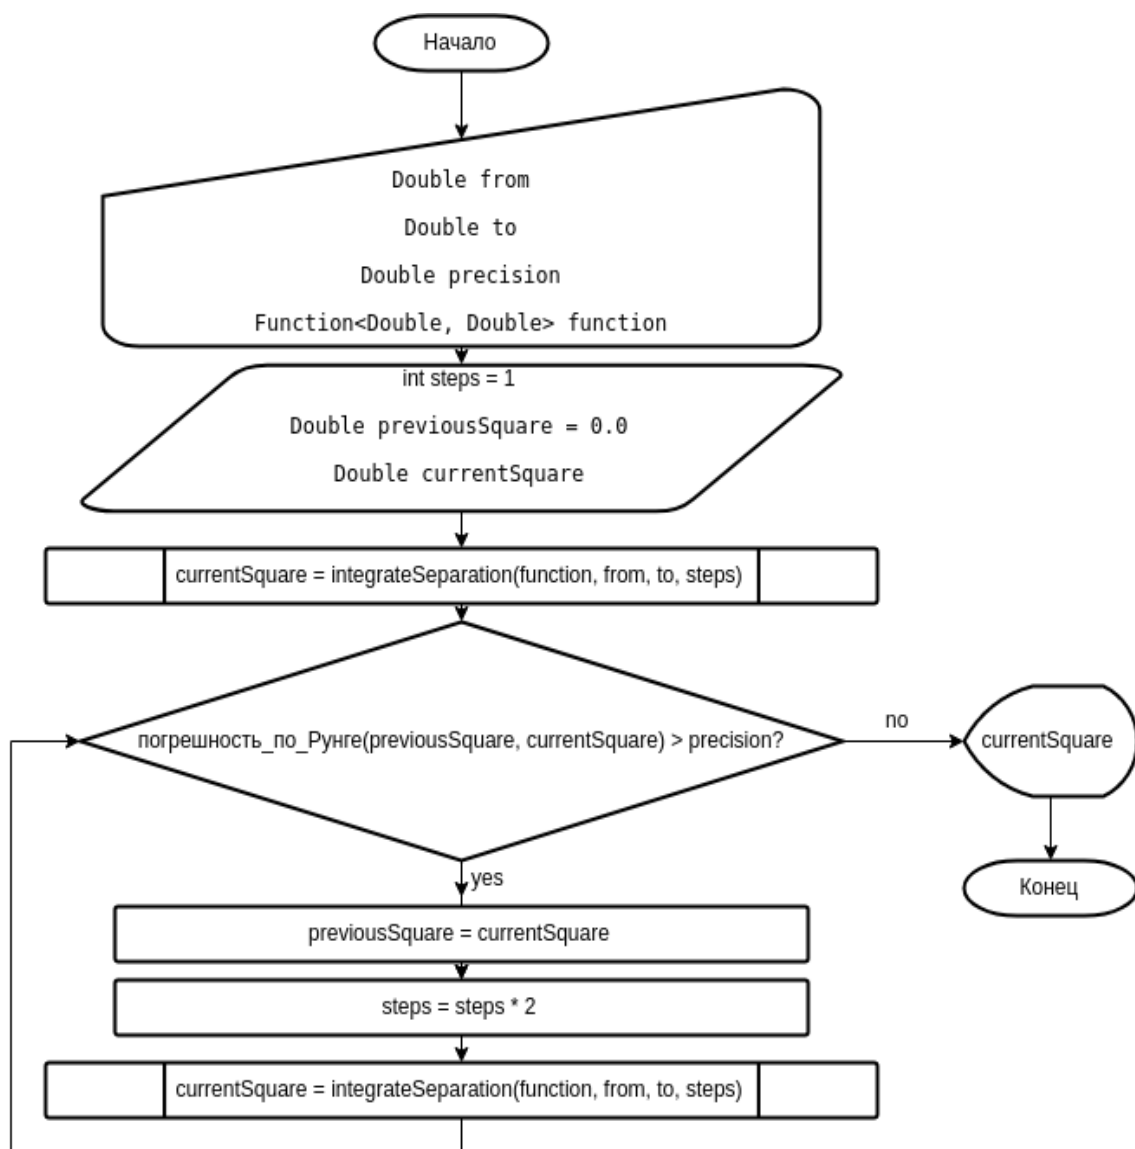 Начало
Double from
Double to
Double precision
Function<Double, Double> function
int steps = 1
Double previousSquare = 0.0
Double currentSquare
currentSquare = integrateSeparation(function, from, to, steps)
погрешность_по_Рунге(previousSquare, currentSquare) > precision?
no
currentSquare
yes
Конец
previousSquare = currentSquare
steps = steps * 2
currentSquare = integrateSeparation(function, from, to, steps)